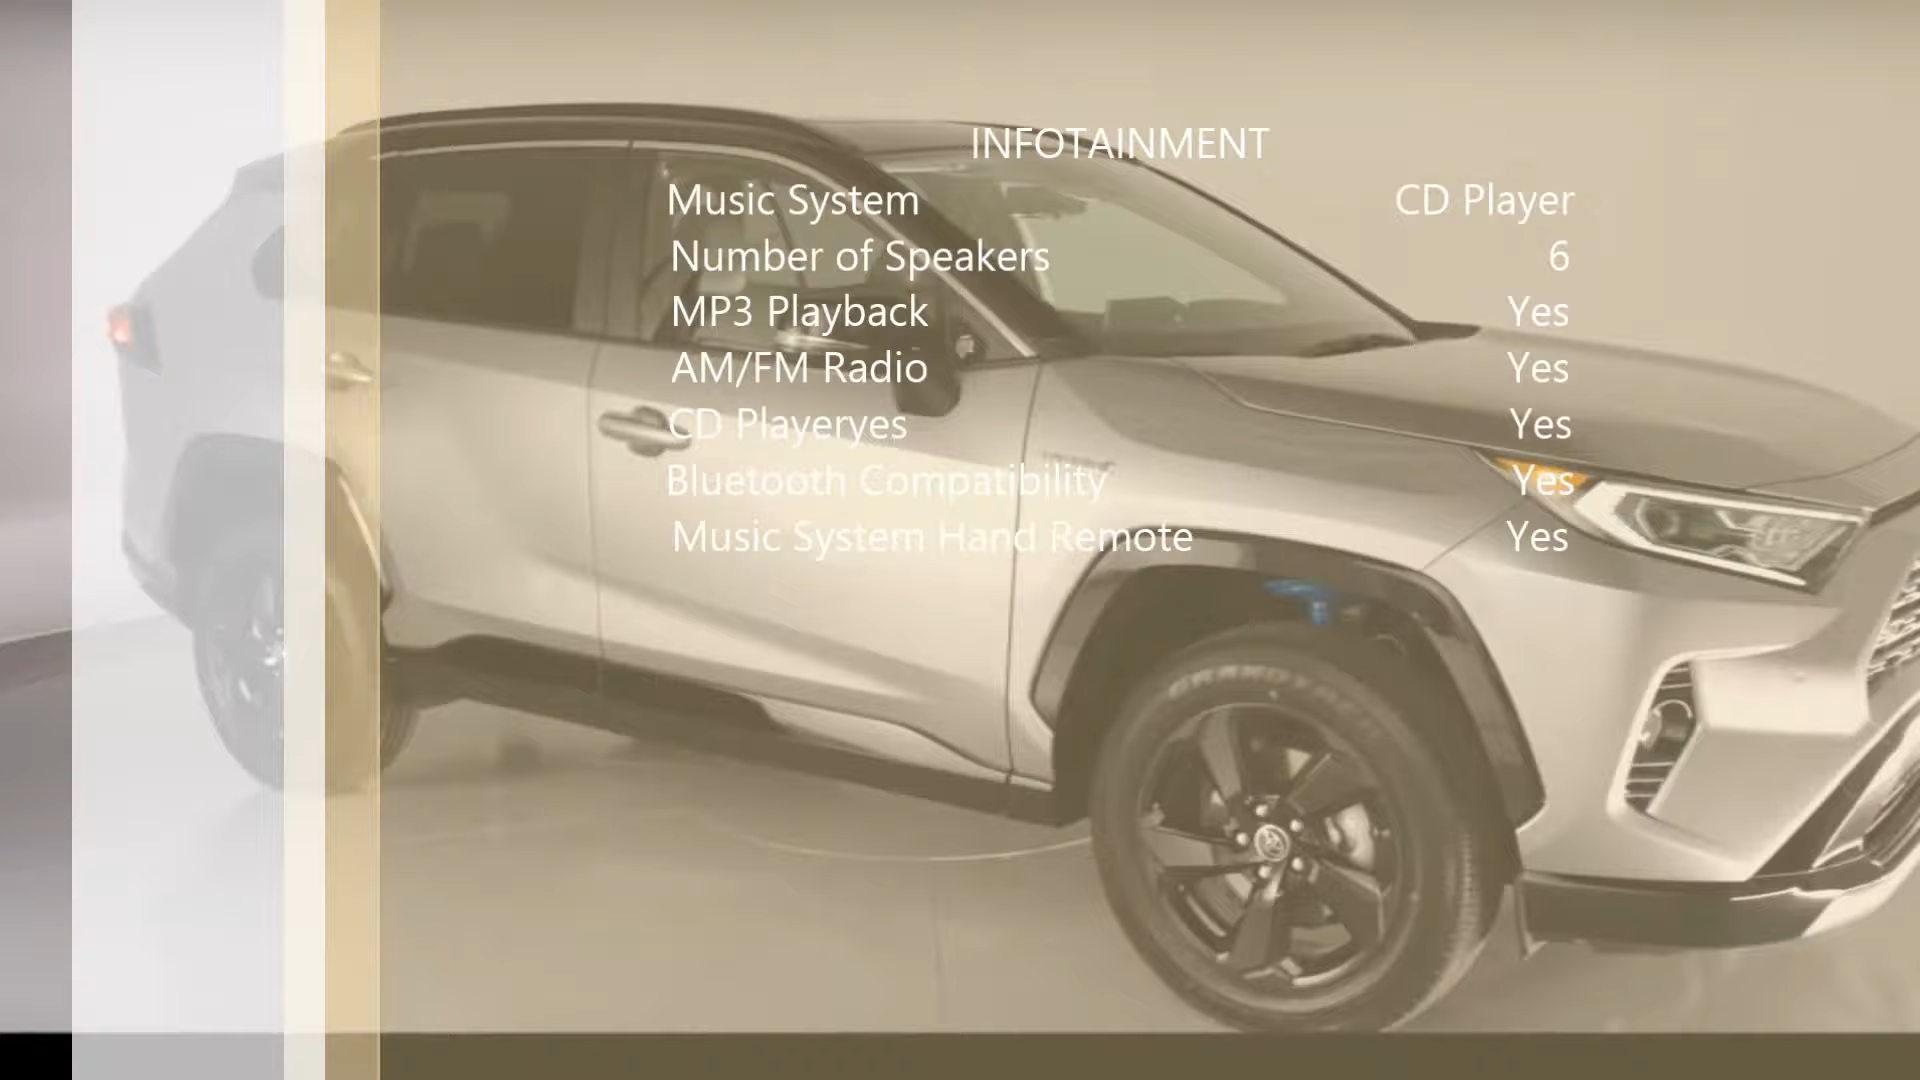 INFOTAINMENT
Music System CD Player
Number of Speakers 6
MP3 Playback Yes
AM/FM Radio Yes
CD Playeryes Yes
Bluetooth Compatibility Yes
Music System Hand Remote Yes